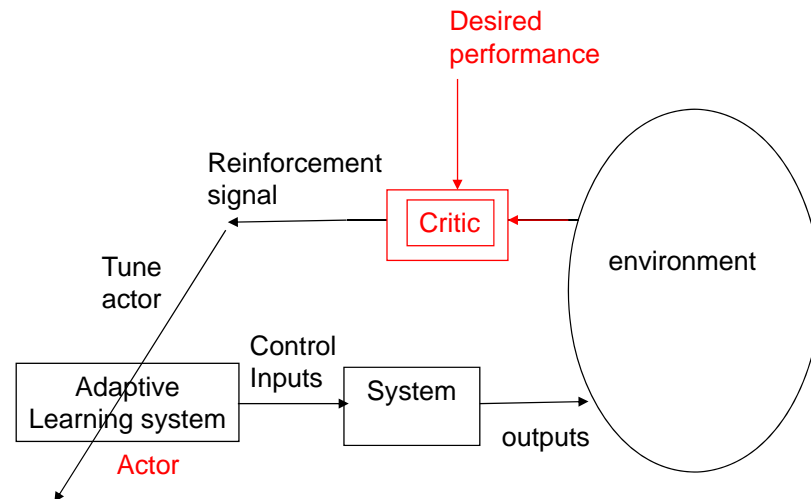 Desired
performance
Reinforcement
signal
Critic
environment
Tune
actor
Control
Inputs
Adaptive
Learning system
System
outputs
Actor